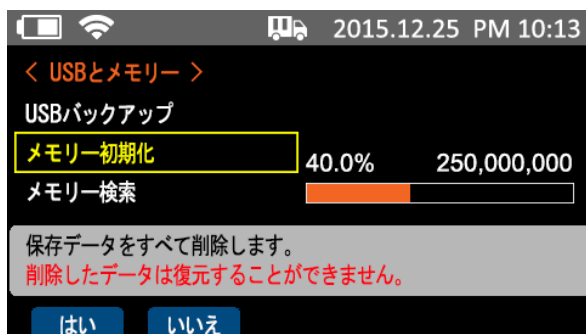 2015.12.25 PM 10:13
< USBとメモリー >
USBバックアップ
メモリー初期化
40.0% 250,000,000
メモリー検索
保存データをすべて削除します。
削除したデータは復元することができません。
はい いいえ